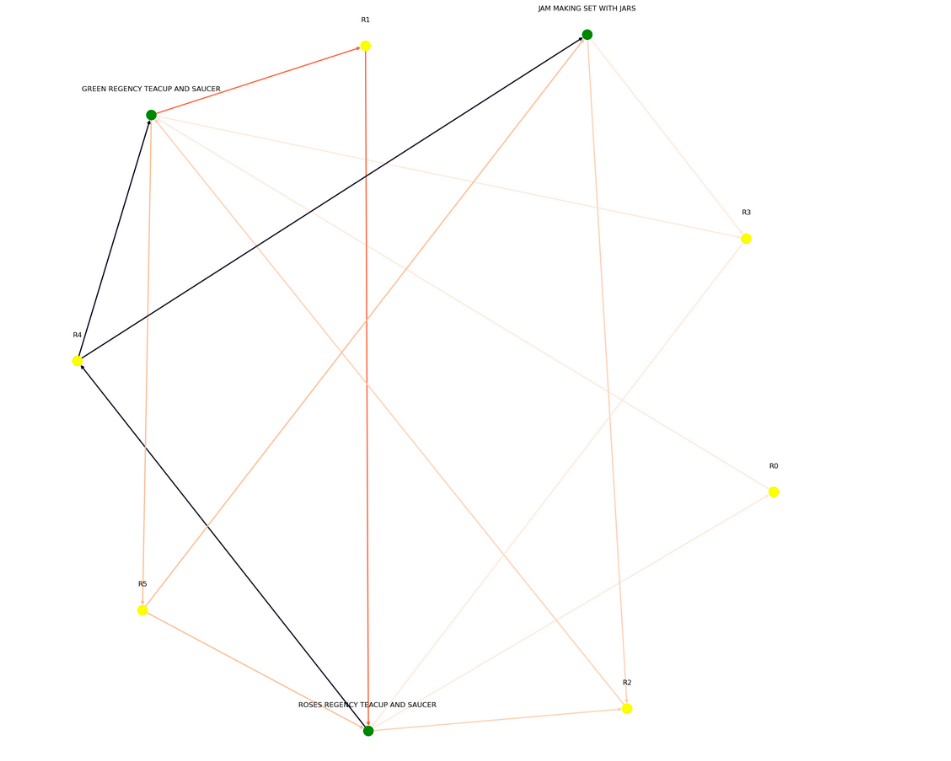 JAM MAKING SET WITH JARS
R1
GREEN REGENCY TEACUP AND SAUCER
R3
R4
R0
R5
R2
ROSES REGENCY TEACUP AND SAUCER